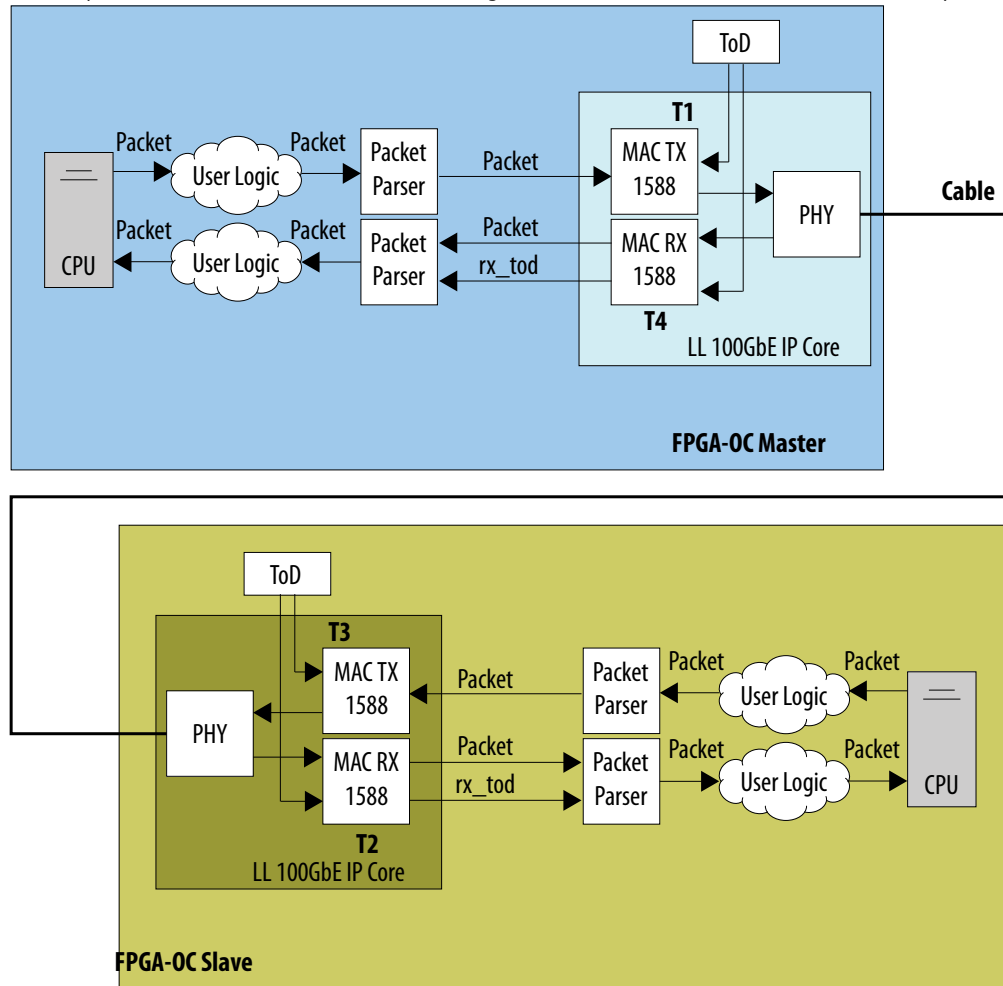 ToD
T1
Packet
Packet
Packet
Parser
Packet
MAC TX
1588
User Logic
Cable
PHY
Packet
Packet
Packet
Parser
Packet
MAC RX
1588
CPU
User Logic
rx_tod
T4
LL 100GbE IP Core
FPGA-OC Master
ToD
T3
MAC TX
1588
Packet
Packet
Parser
Packet
Packet
User Logic
PHY
MAC RX
1588
Packet
rx_tod
Packet
Parser
Packet
Packet
User Logic
CPU
T2
LL 100GbE IP Core
FPGA-OC Slave